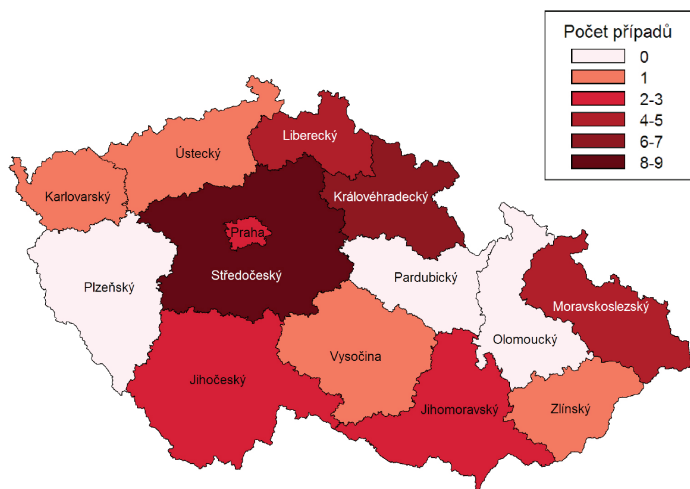 Počet případů
0
1
2-3
4-5
6-7
8-9
Liberecký
Ústecký
Karlovarský
Královéhradecký
Praha
Středočeský
Plzeňský
Pardubický
Moravskoslezský
Olomoucký
Vysočina
Jihočeský
Jihomoravský
Zlínský